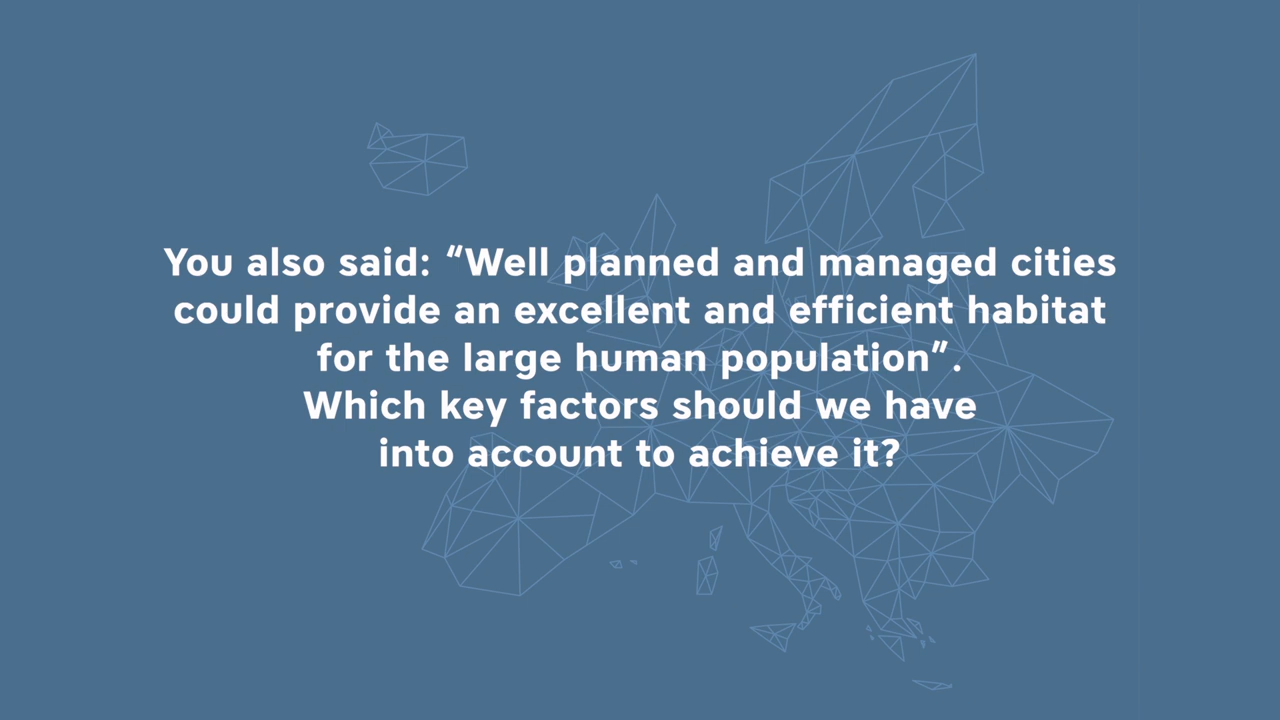 You also said: “Well planned and managed cities
could provide an excellent and efficient habitat
for the large human population”.
Which key factors should we have
into account to achieve it?